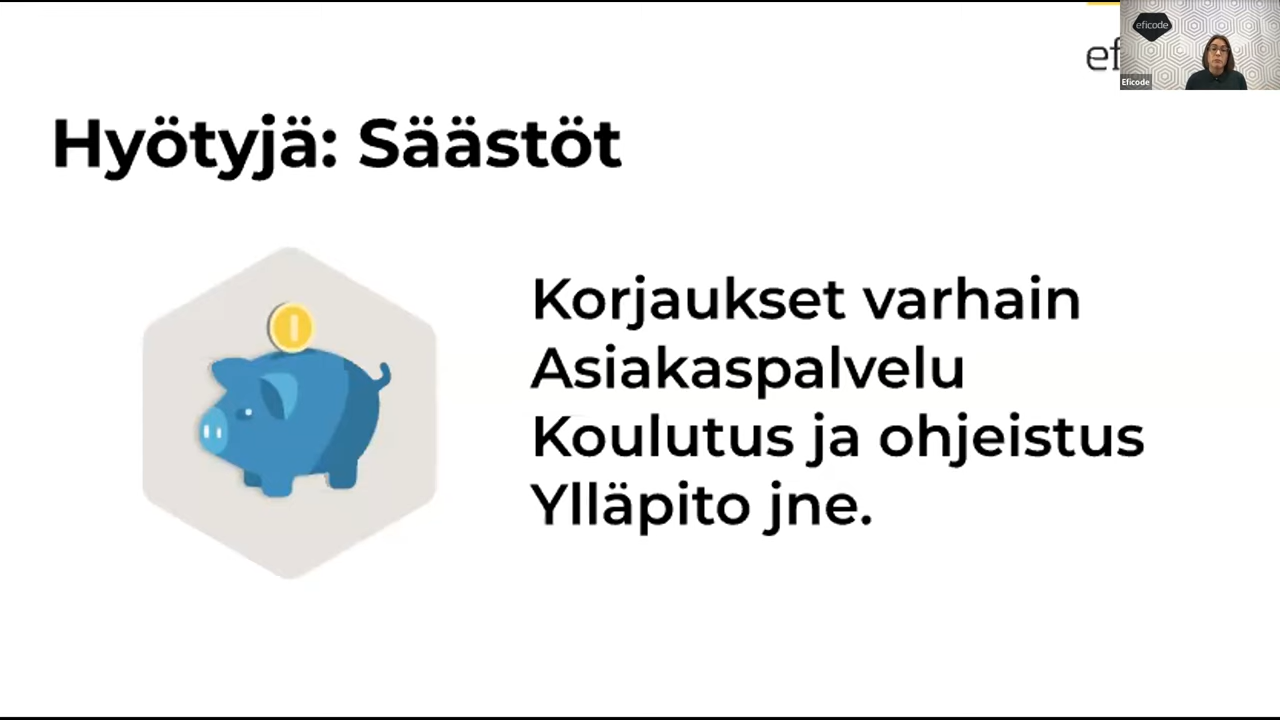 eficode
Eficode
Hyötyjä: Säästöt
Korjaukset varhain
Asiakaspalvelu
Koulutus ja ohjeistus
Ylläpito jne.